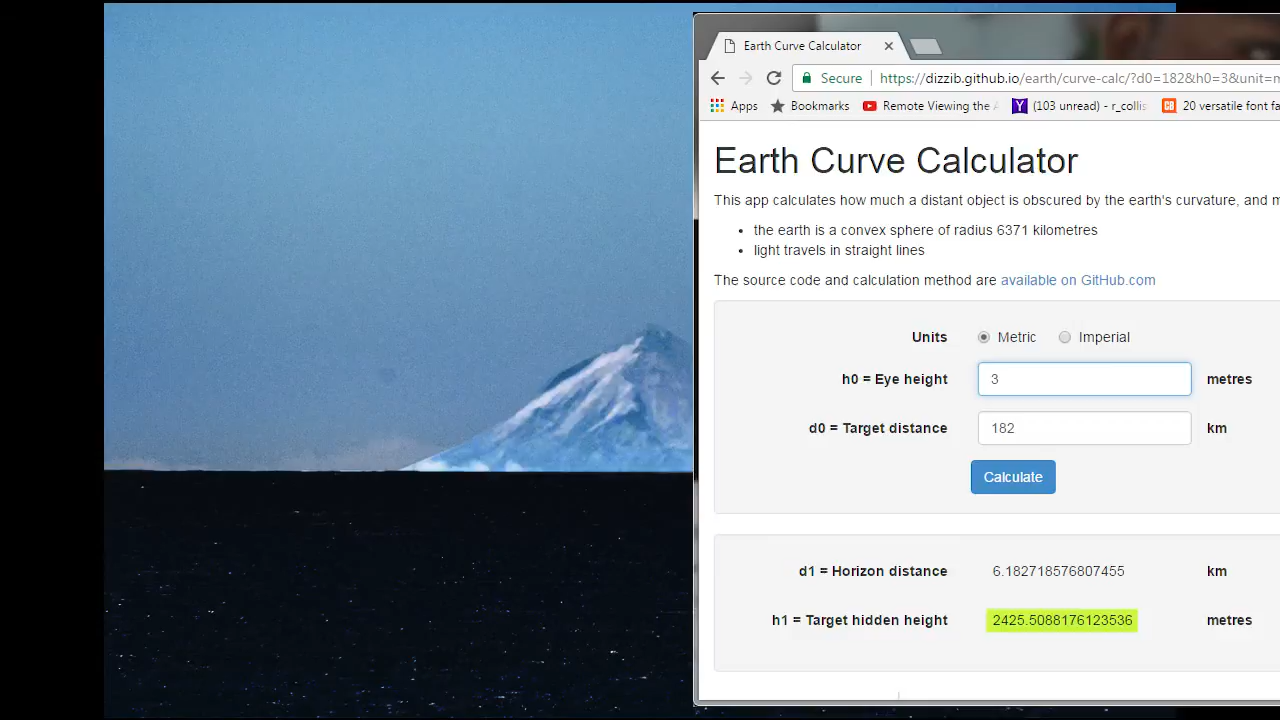 Earth Curve Calculator
Secure https://dizzib.github.io/earth/curve-calc/?d0=182&h0=3&unit=m
Apps Bookmarks Remote Viewing the (103 unread) - r_collis 20 versatile font fa
Earth Curve Calculator
This app calculates how much a distant object is obscured by the earth's curvature, and m
• the earth is a convex sphere of radius 6371 kilometres
• light travels in straight lines
The source code and calculation method are available on GitHub.com
Units Metric Imperial
h0 = Eye height 3 metres
d0 = Target distance 182 km
Calculate
d1 = Horizon distance 6.182718576807455 km
h1 = Target hidden height 2425.5088176123536 metres